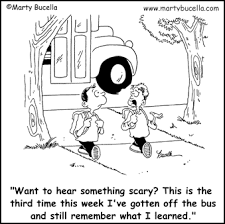 ©Marty Bucella
www.martybucella.com
Bucella
"Want to hear something scary? This is the
third time this week I've gotten off the bus
and still remember what I learned."